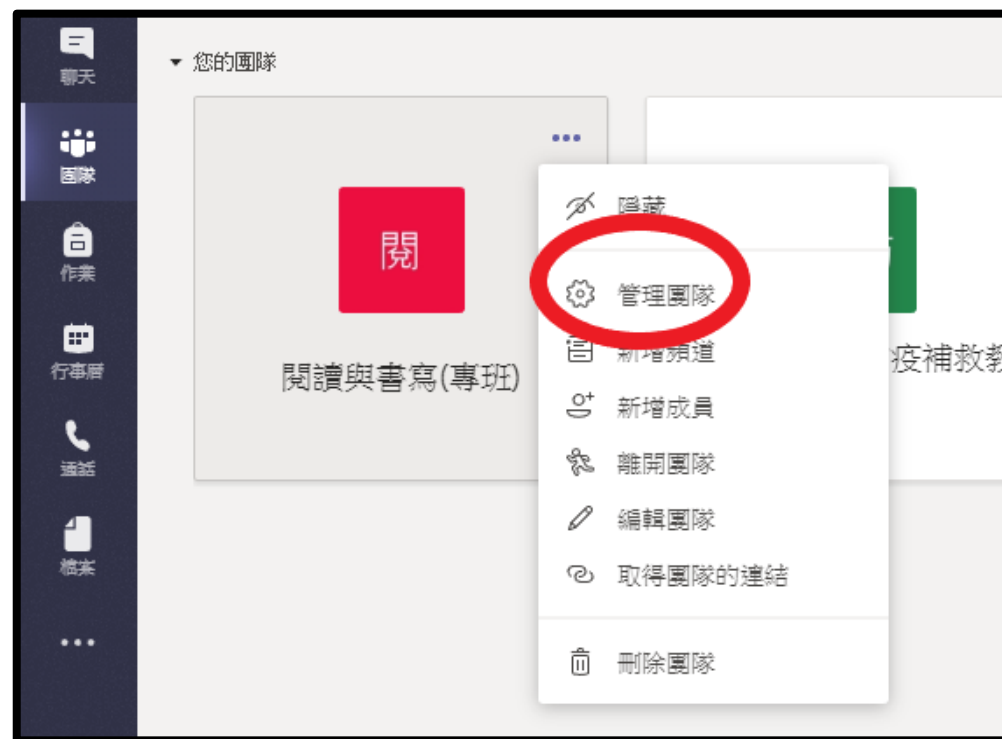 聊天
團隊
作業
行事曆
通話
檔案
您的團隊
閱
閱讀與書寫(專班)
隱藏
管理團隊
新增頻道
新增成員
離開團隊
編輯團隊
取得團隊的連結
刪除團隊
疫補救教